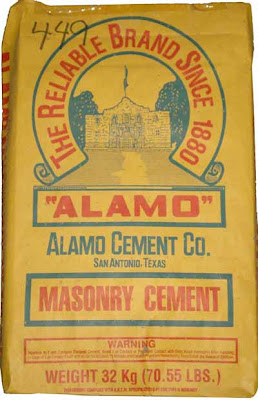 449
THE RELIABLE BRAND SINCE 1880
"ALAMO"
ALAMO CEMENT CO.
SAN ANTONIO, TEXAS
MASONRY CEMENT
WARNING
WEIGHT 32 Kg (70.55 LBS.)